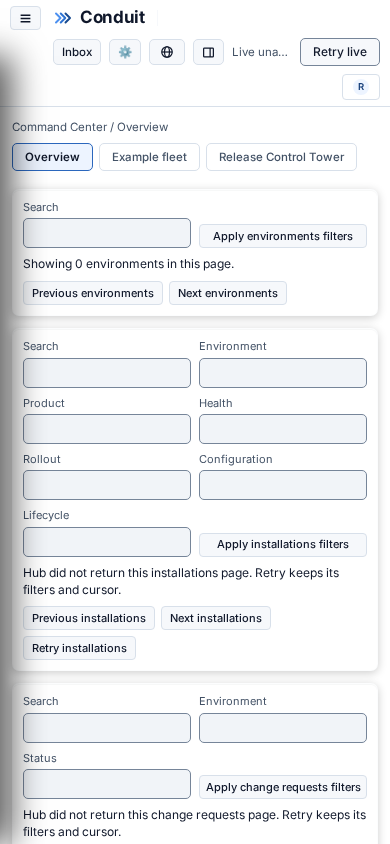 Conduit
Inbox ⚙️ Live una... Retry live
R
Command Center / Overview
Overview Example fleet Release Control Tower
Search
Apply environments filters
Showing 0 environments in this page.
Previous environments Next environments
Search Environment
Product Health
Rollout Configuration
Lifecycle
Apply installations filters
Hub did not return this installations page. Retry keeps its
filters and cursor.
Previous installations Next installations
Retry installations
Search Environment
Status
Apply change requests filters
Hub did not return this change requests page. Retry keeps its
filters and cursor.